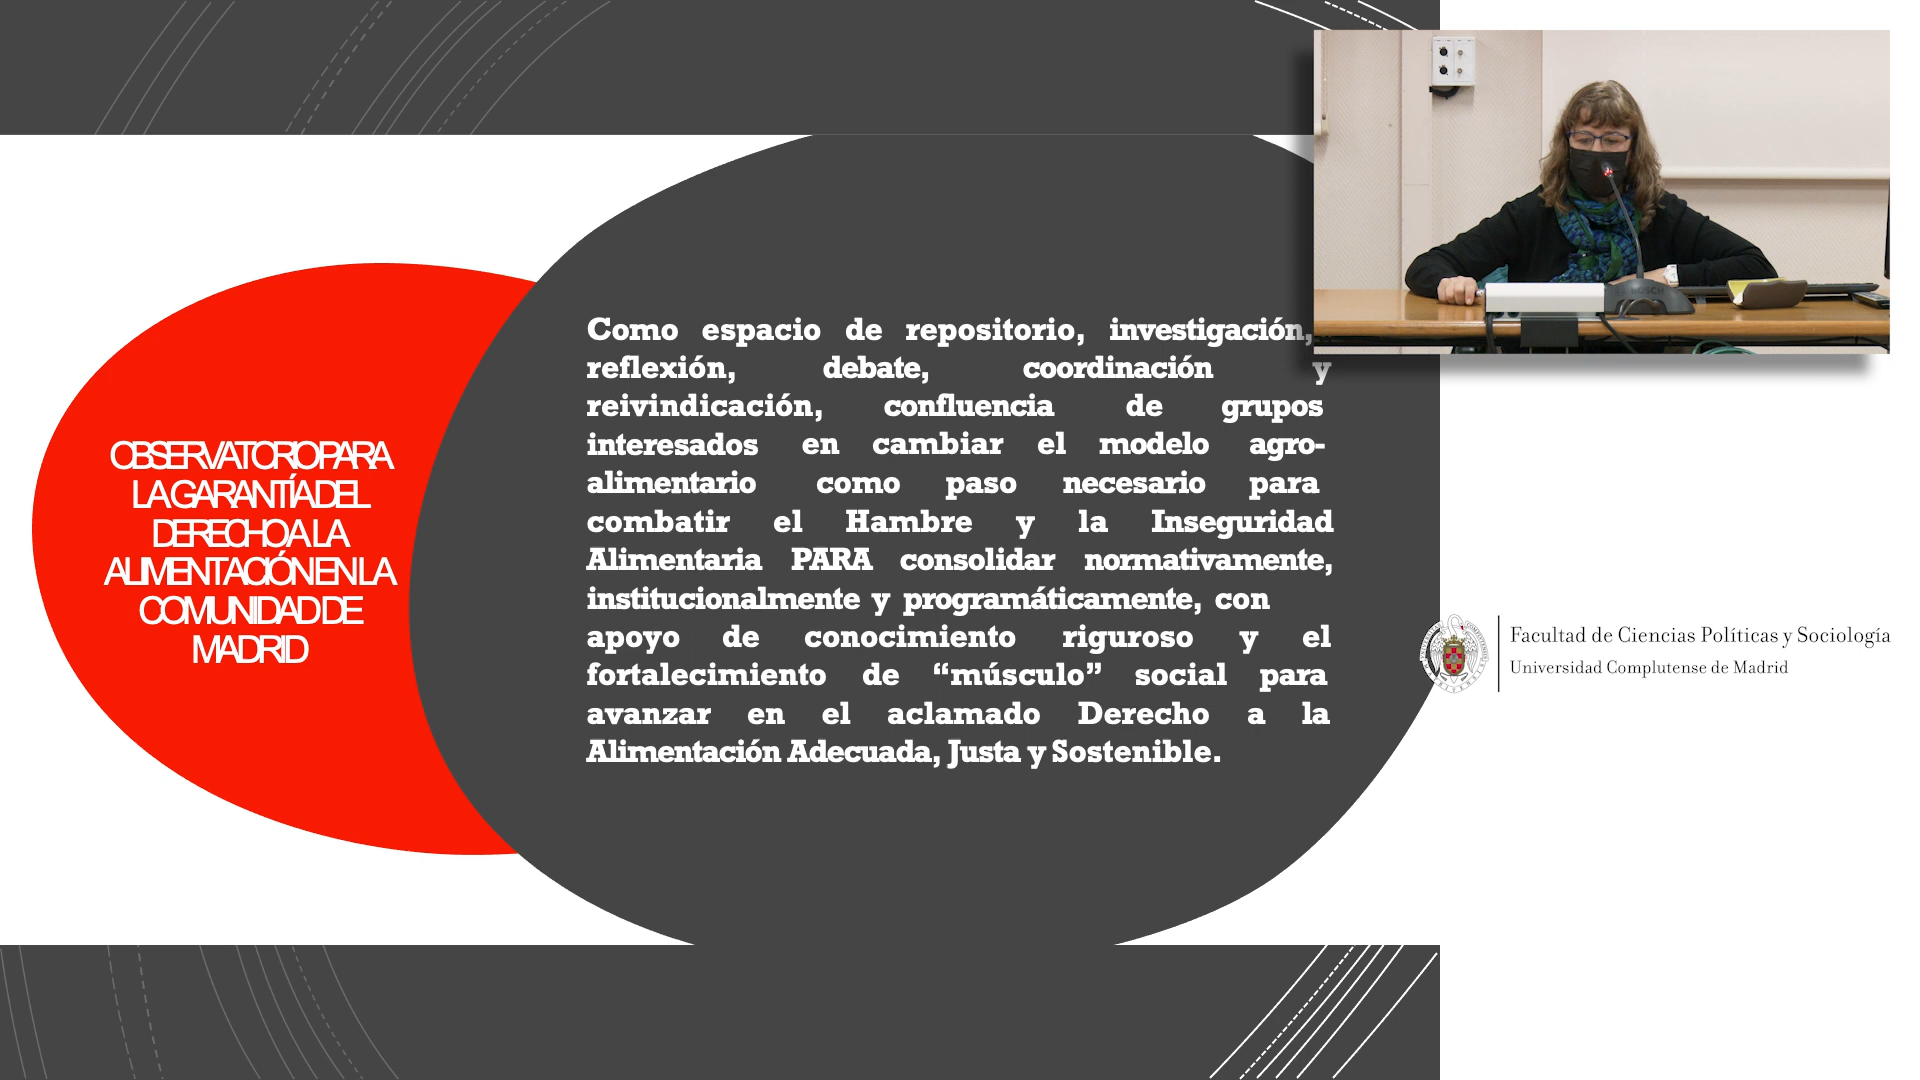 OBSERVATORIO PARA
LA GARANTÍA DEL
DERECHO A LA
ALIMENTACIÓN EN LA
COMUNIDAD DE
MADRID
Como espacio de repositorio, investigación,
reflexión, debate, coordinación y
reivindicación, confluencia de grupos
interesados en cambiar el modelo agro-
alimentario como paso necesario para
combatir el Hambre y la Inseguridad
Alimentaria PARA consolidar normativamente,
institucionalmente y programáticamente, con
apoyo de conocimiento riguroso y el
fortalecimiento de “músculo” social para
avanzar en el aclamado Derecho a la
Alimentación Adecuada, Justa y Sostenible.
BOSCH
Facultad de Ciencias Políticas y Sociología
Universidad Complutense de Madrid